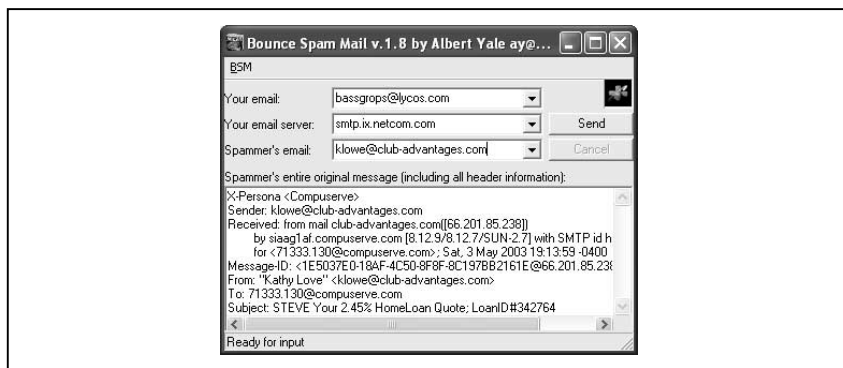 Bounce Spam Mail v.1.8 by Albert Yale ay@...
BSM
Your email: bassgrops@lycos.com
Your email server: smtp.ix.netcom.com Send
Spammer's email: klowe@club-advantages.com Cancel
Spammer's entire original message (including all header information):
X-Persona <Compuserve>
Sender: klowe@club-advantages.com
Received: from mail club-advantages.com([66.201.85.238])
by siaag1af.compuserve.com [8.12.9/8.12.7/SUN-2.7] with SMTP id h
for <71333.130@compuserve.com>; Sat, 3 May 2003 19:13:59 -0400
Message-ID: <1E5037E0-18AF-4C50-8F8F-8C197BB2161E@66.201.85.238
From: "Kathy Love" <klowe@club-advantages.com>
To: 71333.130@compuserve.com
Subject: STEVE Your 2.45% HomeLoan Quote; LoanID#342764
Ready for input